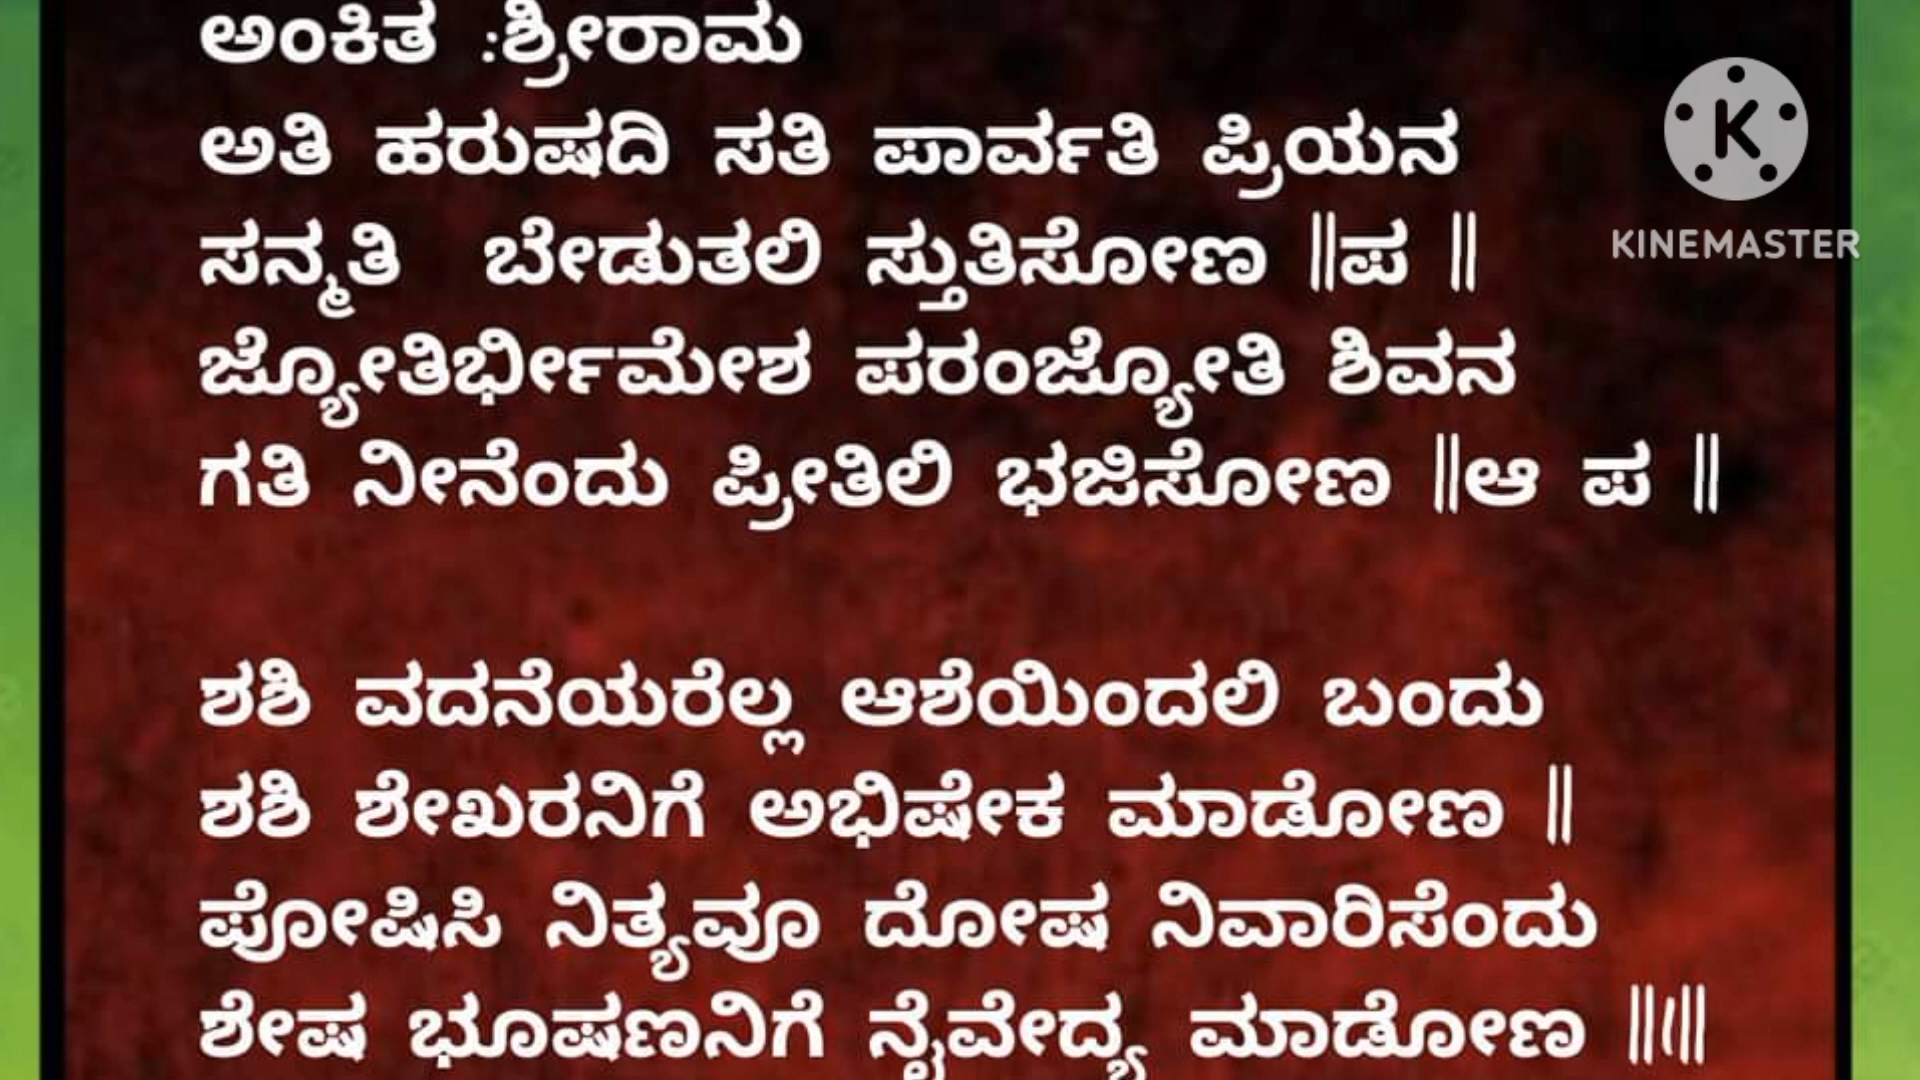 ಅಂಕಿತ :ಶ್ರೀರಾಮ
ಅತಿ ಹರುಷದಿ ಸತಿ ಪಾರ್ವತಿ ಪ್ರಿಯನ
ಸನ್ಮತಿ ಬೇಡುತಲಿ ಸ್ತುತಿಸೋಣ ||ಪ ||
ಜ್ಯೋತಿರ್ಭೀಮೇಶ ಪರಂಜ್ಯೋತಿ ಶಿವನ
ಗತಿ ನೀನೆಂದು ಪ್ರೀತಿಲಿ ಭಜಿಸೋಣ ||ಆ ಪ ||
ಶಶಿ ವದನೆಯರೆಲ್ಲ ಆಶೆಯಿಂದಲಿ ಬಂದು
ಶಶಿ ಶೇಖರನಿಗೆ ಅಭಿಷೇಕ ಮಾಡೋಣ ||
ಪೋಷಿಸಿ ನಿತ್ಯವೂ ದೋಷ ನಿವಾರಿಸೆಂದು
ಶೇಷ ಭೂಷಣನಿಗೆ ನೈವೇದ್ಯ ಮಾಡೋಣ ||೧||
K
KINEMASTER